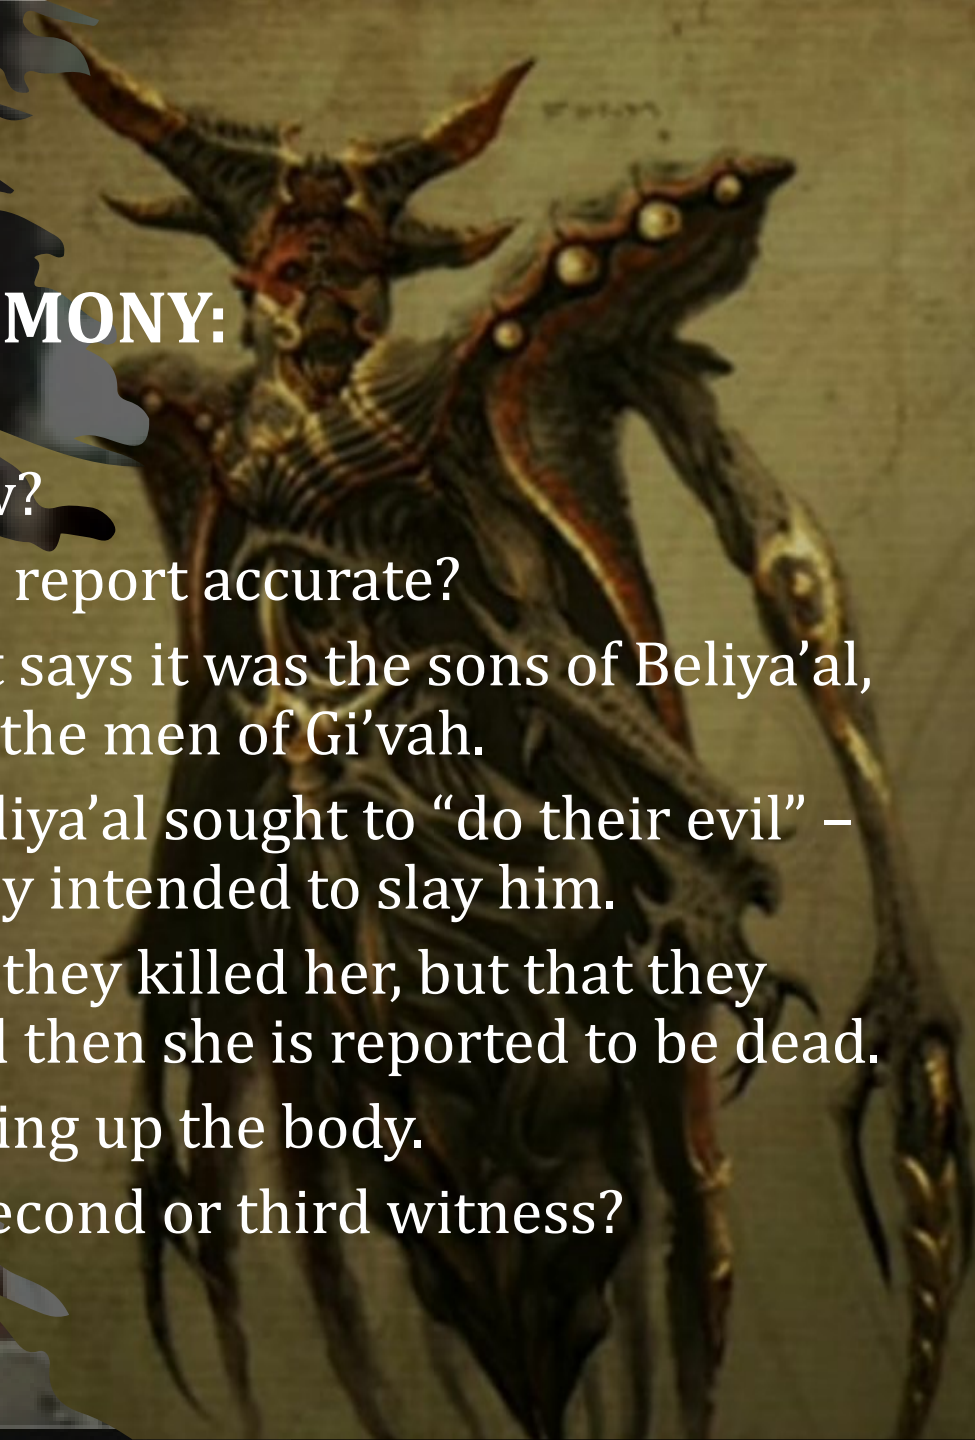 MONY:
w?
report accurate?
t says it was the sons of Beliya’al,
the men of Gi’vah.
liya’al sought to “do their evil” –
y intended to slay him.
they killed her, but that they
d then she is reported to be dead.
ing up the body.
econd or third witness?